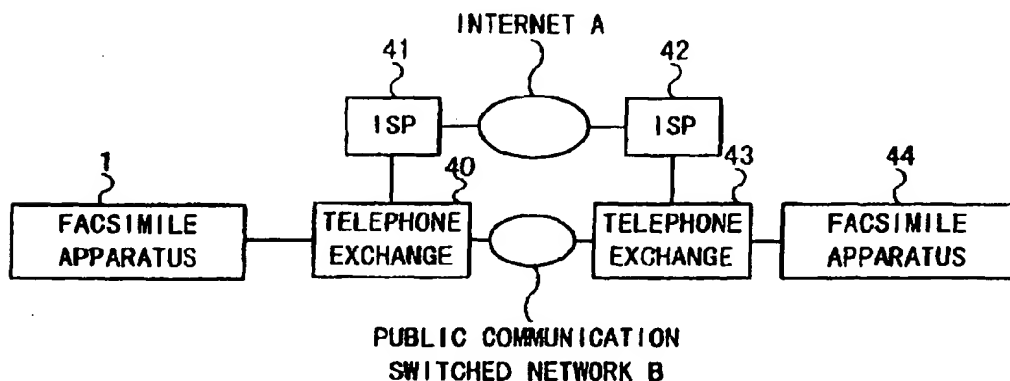 INTERNET A
41
42
ISP
ISP
1
40
43
44
FACSIMILE
APPARATUS
TELEPHONE
EXCHANGE
TELEPHONE
EXCHANGE
FACSIMILE
APPARATUS
PUBLIC COMMUNICATION
SWITCHED NETWORK B